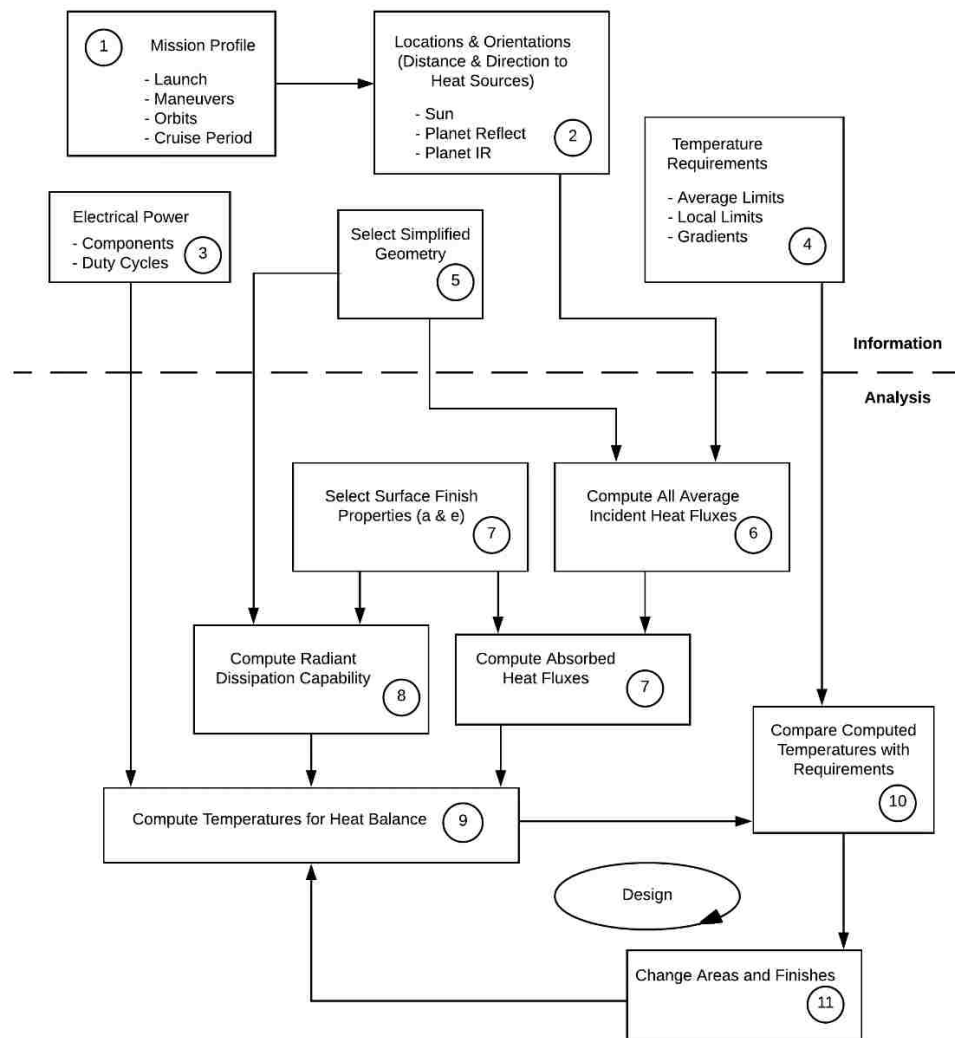 1
Mission Profile
- Launch
- Maneuvers
- Orbits
- Cruise Period
Locations & Orientations
(Distance & Direction to
Heat Sources)
- Sun
- Planet Reflect
- Planet IR
2
Temperature
Requirements
- Average Limits
- Local Limits
- Gradients
4
Electrical Power
- Components
- Duty Cycles
3
Select Simplified
Geometry
5
Information
Analysis
Select Surface Finish
Properties (a & e)
7
Compute All Average
Incident Heat Fluxes
6
Compute Radiant
Dissipation Capability
8
Compute Absorbed
Heat Fluxes
7
Compare Computed
Temperatures with
Requirements
10
Compute Temperatures for Heat Balance
9
Design
Change Areas and Finishes
11